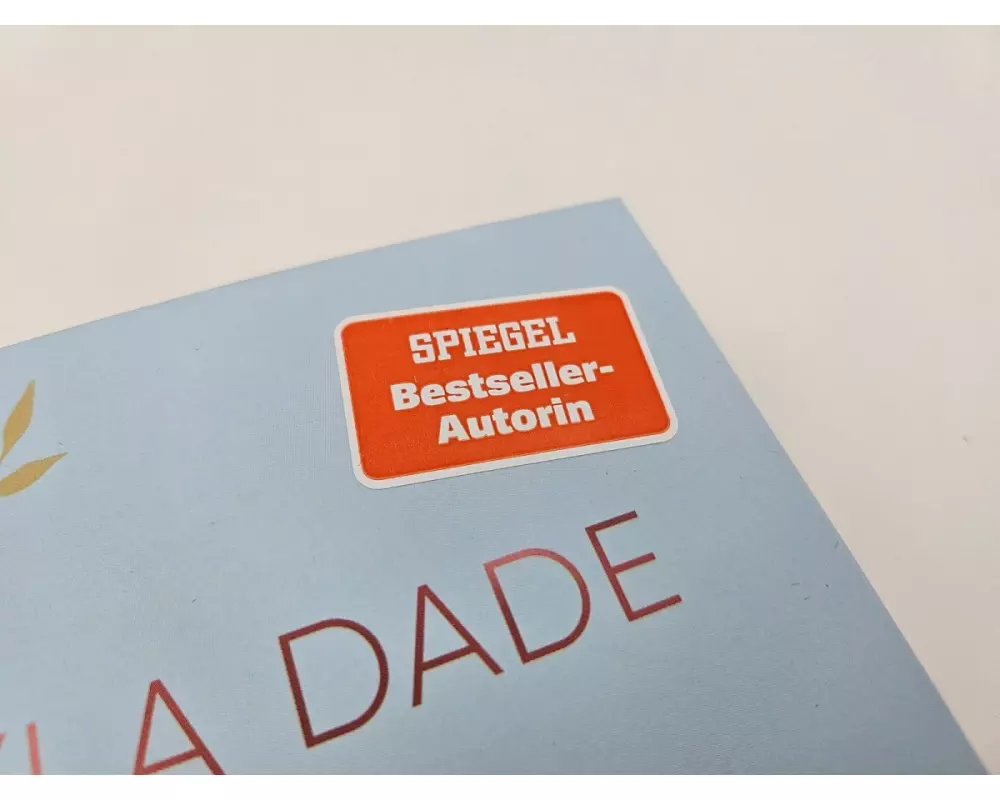 SPIEGEL
Bestseller-
Autorin
LA DADE